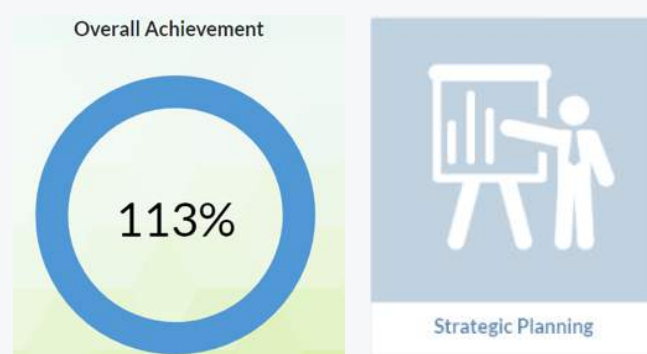 Overall Achievement
113%
Strategic Planning